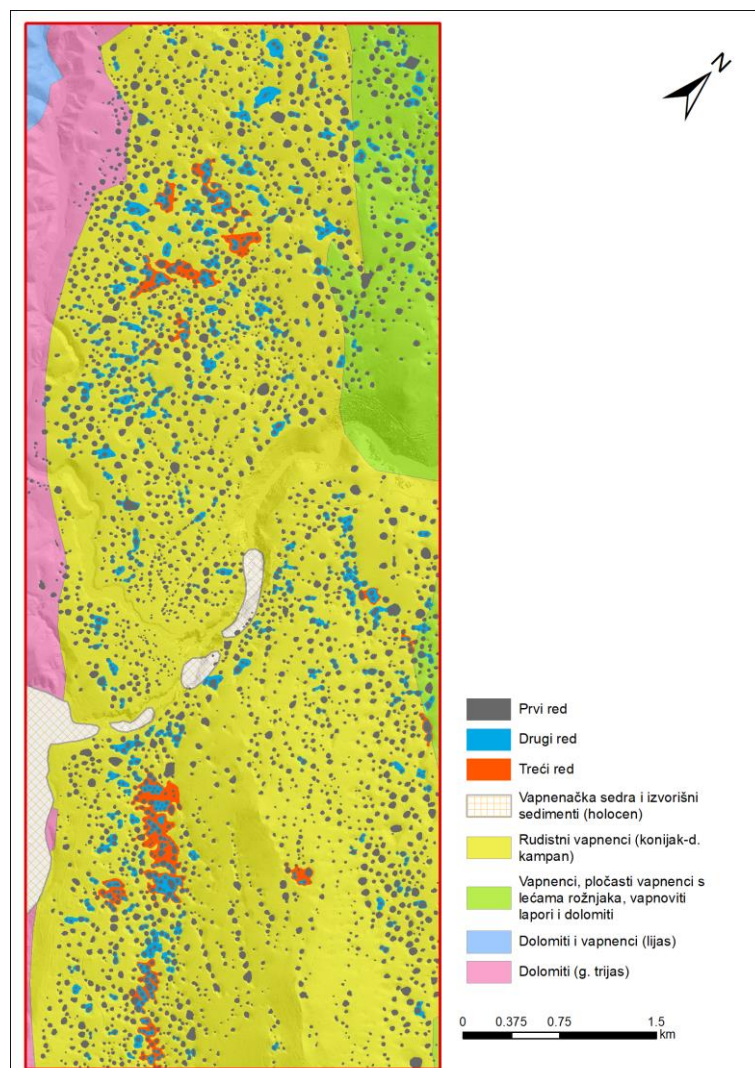 N
Prvi red
Drugi red
Treći red
Vapnenačka sedra i izvorišni
sedimenti (holocen)
Rudistni vapnenci (konijak-d.
kampan)
Vapnenci, pločasti vapnenci s
lećama rožnjaka, vapnoviti
lapori i dolomiti
Dolomiti i vapnenci (lijas)
Dolomiti (g. trijas)
0 0.375 0.75 1.5
km